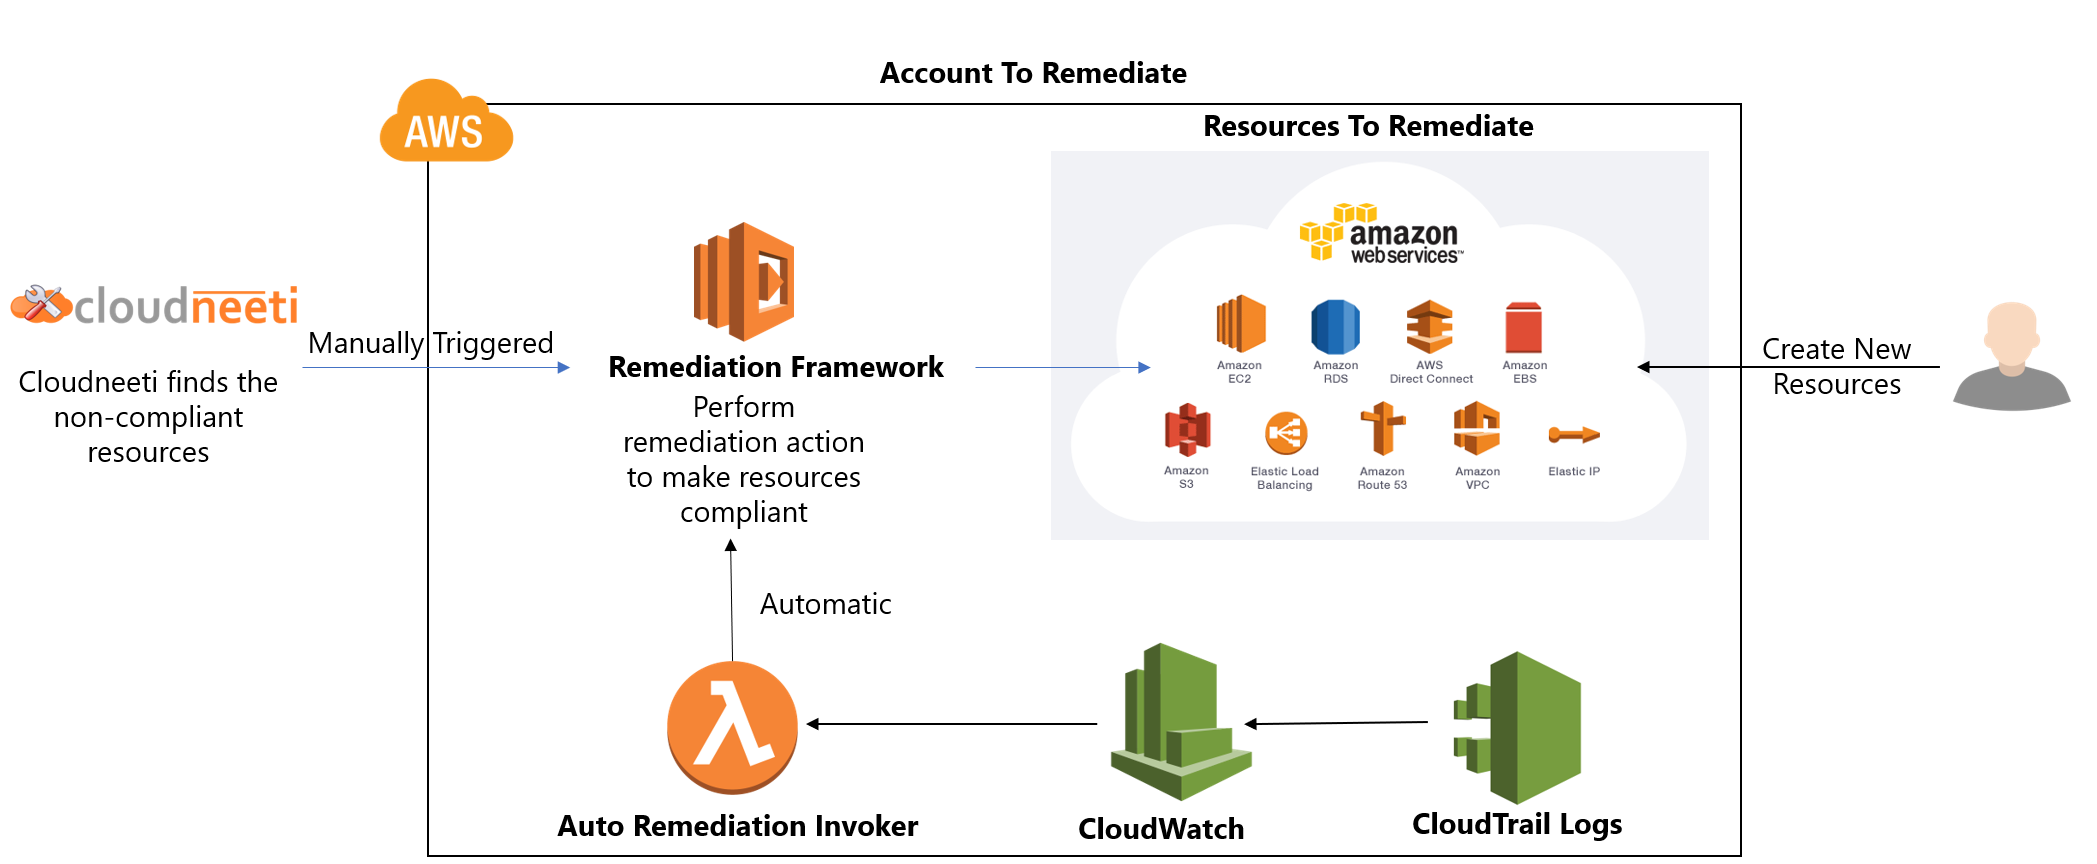 Account To Remediate
AWS
Resources To Remediate
amazon
webservices™
cloudneeti
Manually Triggered
Cloudneeti finds the
non-compliant
resources
Remediation Framework
Perform
remediation action
to make resources
compliant
Amazon
EC2
Amazon
RDS
AWS
Direct Connect
Amazon
EBS
Amazon
S3
Elastic Load
Balancing
Amazon
Route 53
Amazon
VPC
Elastic IP
Create New
Resources
Automatic
Auto Remediation Invoker
CloudWatch
CloudTrail Logs